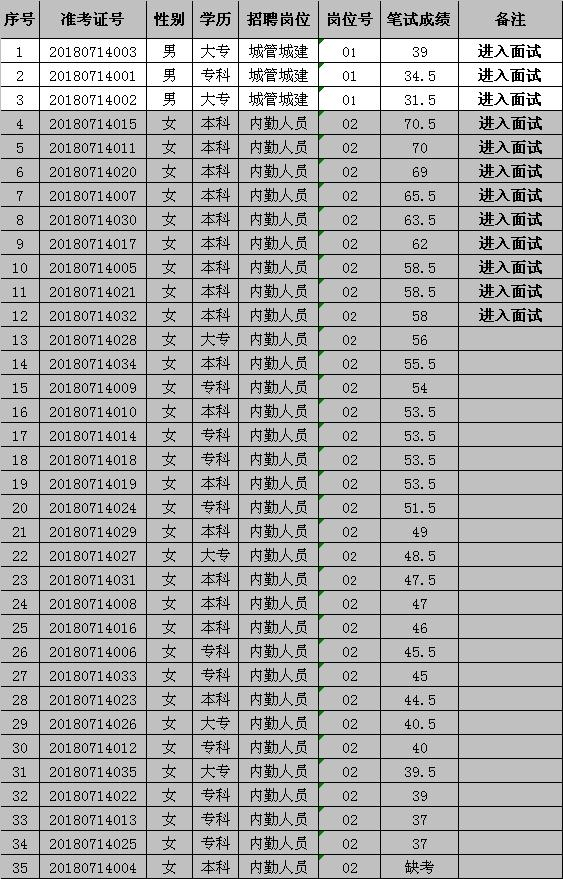 序号 准考证号 性别 学历 招聘岗位 岗位号 笔试成绩 备注
1 20180714003 男 大专 城管城建 01 39 进入面试
2 20180714001 男 专科 城管城建 01 34.5 进入面试
3 20180714002 男 大专 城管城建 01 31.5 进入面试
4 20180714015 女 本科 内勤人员 02 70.5 进入面试
5 20180714011 女 本科 内勤人员 02 70 进入面试
6 20180714020 女 本科 内勤人员 02 69 进入面试
7 20180714007 女 本科 内勤人员 02 65.5 进入面试
8 20180714030 女 本科 内勤人员 02 63.5 进入面试
9 20180714017 女 本科 内勤人员 02 62 进入面试
10 20180714005 女 本科 内勤人员 02 58.5 进入面试
11 20180714021 女 本科 内勤人员 02 58.5 进入面试
12 20180714032 女 本科 内勤人员 02 58 进入面试
13 20180714028 女 大专 内勤人员 02 56
14 20180714034 女 本科 内勤人员 02 55.5
15 20180714009 女 专科 内勤人员 02 54
16 20180714010 女 本科 内勤人员 02 53.5
17 20180714014 女 专科 内勤人员 02 53.5
18 20180714018 女 专科 内勤人员 02 53.5
19 20180714019 女 本科 内勤人员 02 53.5
20 20180714024 女 专科 内勤人员 02 51.5
21 20180714029 女 本科 内勤人员 02 49
22 20180714027 女 大专 内勤人员 02 48.5
23 20180714031 女 本科 内勤人员 02 47.5
24 20180714008 女 本科 内勤人员 02 47
25 20180714016 女 本科 内勤人员 02 46
26 20180714006 女 专科 内勤人员 02 45.5
27 20180714033 女 专科 内勤人员 02 45
28 20180714023 女 本科 内勤人员 02 44.5
29 20180714026 女 大专 内勤人员 02 40.5
30 20180714012 女 专科 内勤人员 02 40
31 20180714035 女 大专 内勤人员 02 39.5
32 20180714022 女 专科 内勤人员 02 39
33 20180714013 女 专科 内勤人员 02 37
34 20180714025 女 专科 内勤人员 02 37
35 20180714004 女 本科 内勤人员 02 缺考